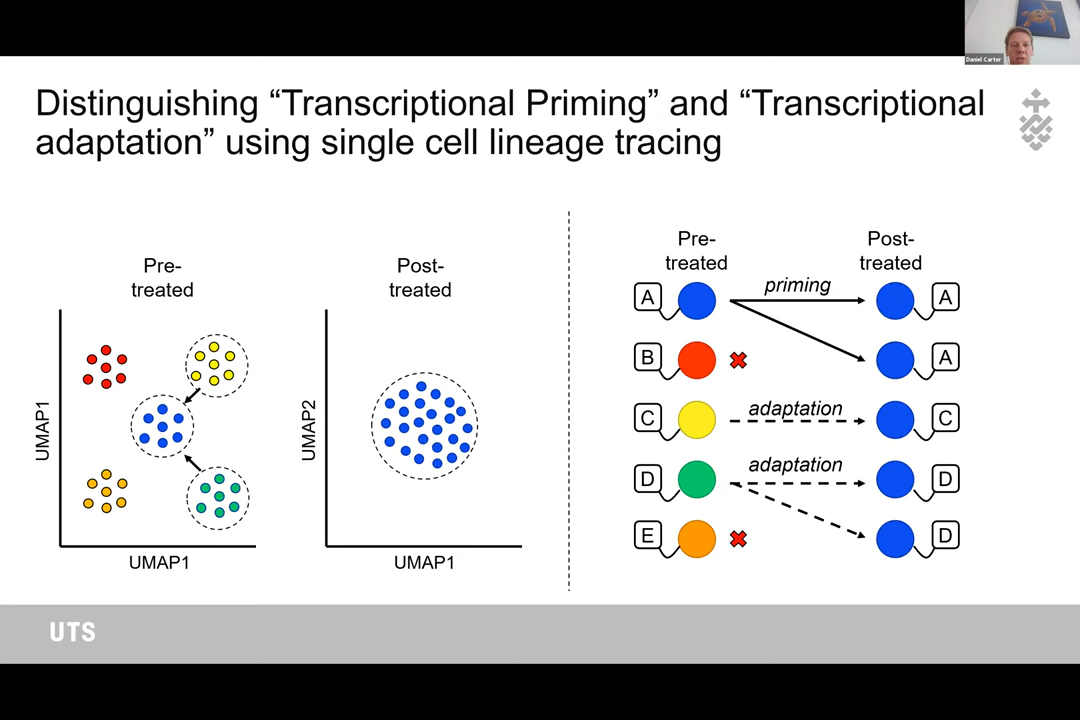 Daniel Carter
Distinguishing “Transcriptional Priming” and “Transcriptional
adaptation” using single cell lineage tracing
Pre-
treated
Post-
treated
UMAP1
UMAP1
UMAP2
UMAP1
Pre-
treated
Post-
treated
A
priming
A
B
A
C
adaptation
C
D
adaptation
D
E
D
UTS